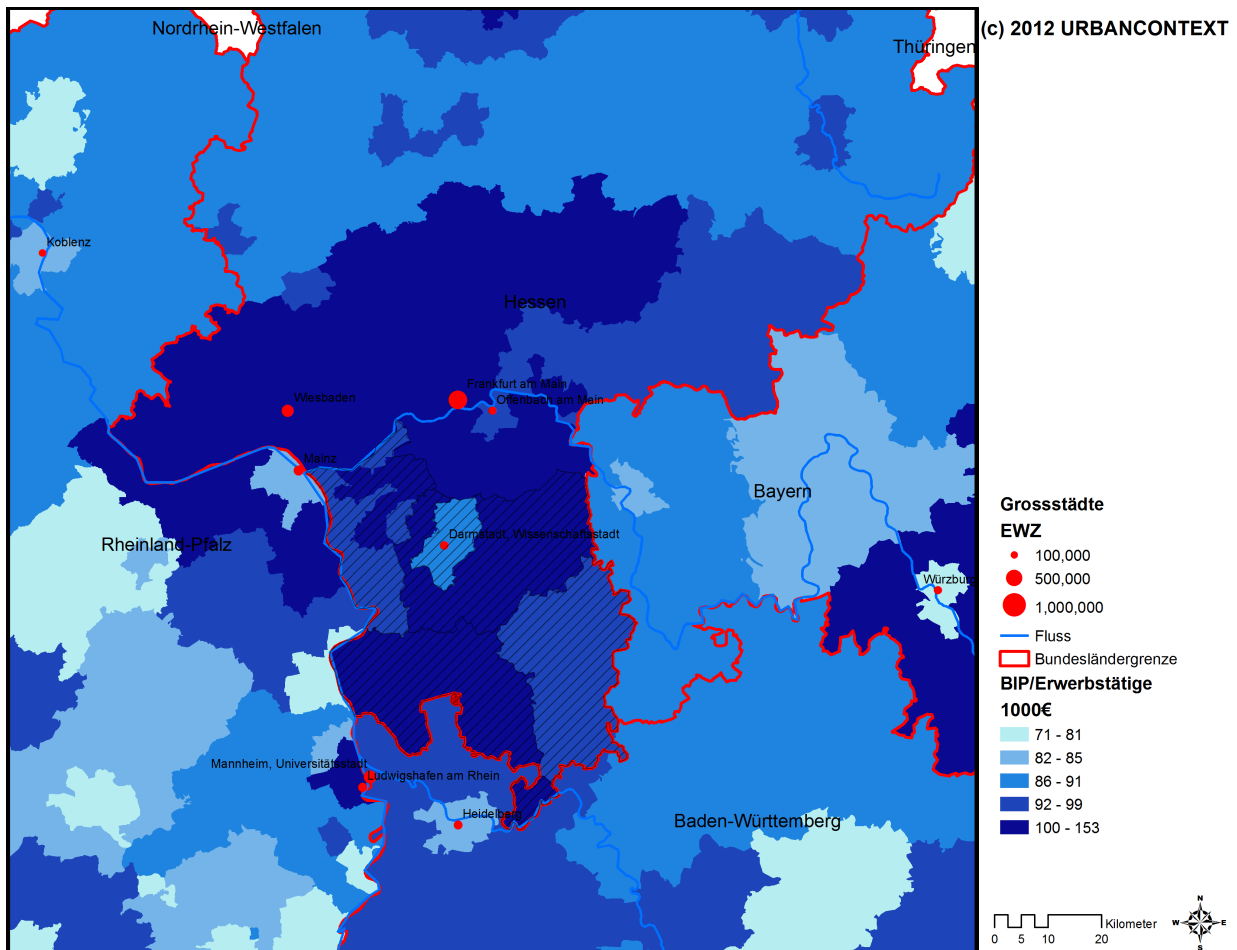 Nordrhein-Westfalen
(c) 2012 URBANCONTEXT
Thüringen
Koblenz
Hessen
Frankfurt am Main
Wiesbaden
Offenbach am Main
Mainz
Bayern
Darmstadt, Wissenschaftsstadt
Rheinland-Pfalz
Würzburg
Mannheim, Universitätsstadt
Ludwigshafen am Rhein
Heidelberg
Baden-Württemberg
Grossstädte
EWZ
100,000
500,000
1,000,000
Fluss
Bundesländergrenze
BIP/Erwerbstätige
1000€
71 - 81
82 - 85
86 - 91
92 - 99
100 - 153
Kilometer
0 5 10 20
N
W E
S